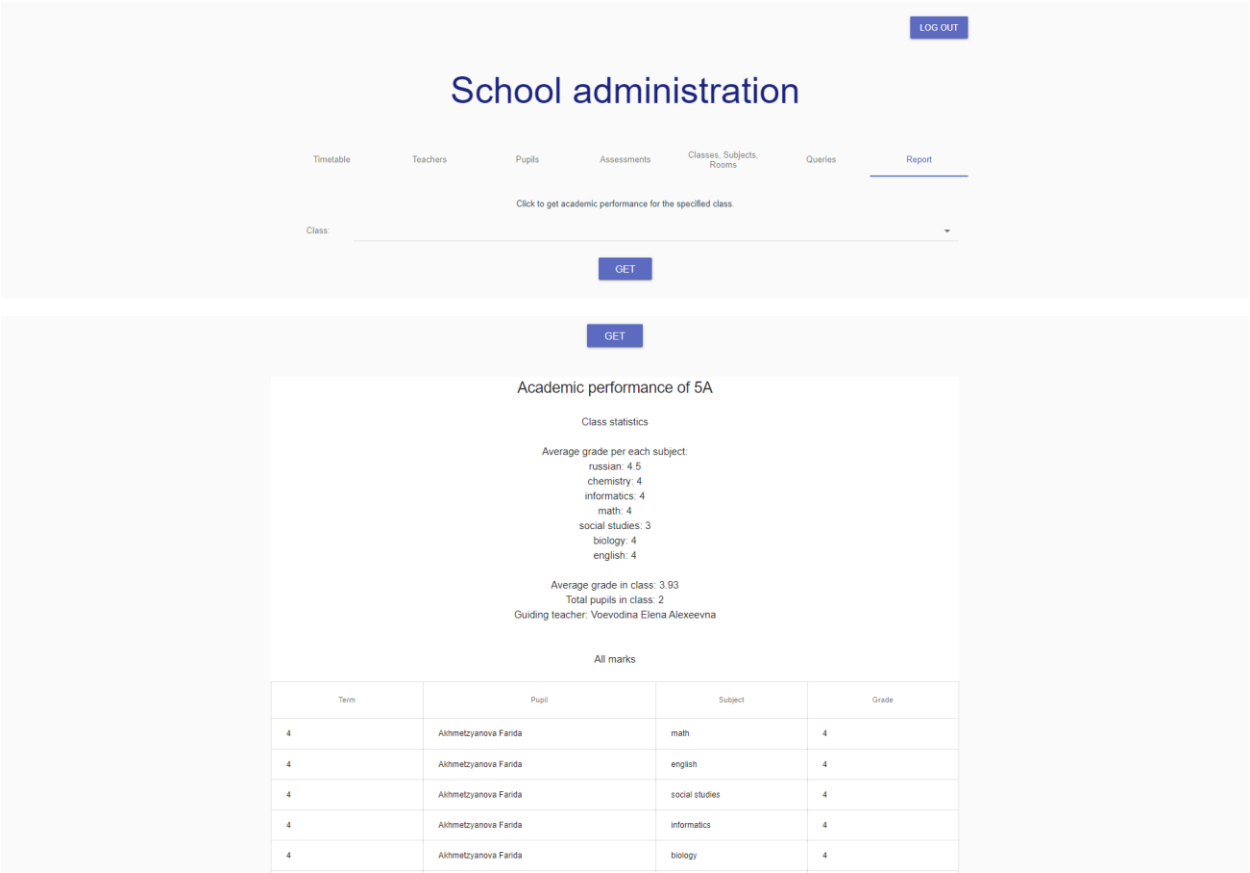 LOG OUT
School administration
Timetable Teachers Pupils Assessments Classes, Subjects, Rooms Queries Report
Click to get academic performance for the specified class.
Class:
GET
GET
Academic performance of 5A
Class statistics
Average grade per each subject:
russian: 4.5
chemistry: 4
informatics: 4
math: 4
social studies: 3
biology: 4
english: 4
Average grade in class: 3.93
Total pupils in class: 2
Guiding teacher: Voevodina Elena Alexeevna
All marks
Term Pupil Subject Grade
4 Akhmetzyanova Farida math 4
4 Akhmetzyanova Farida english 4
4 Akhmetzyanova Farida social studies 4
4 Akhmetzyanova Farida informatics 4
4 Akhmetzyanova Farida biology 4